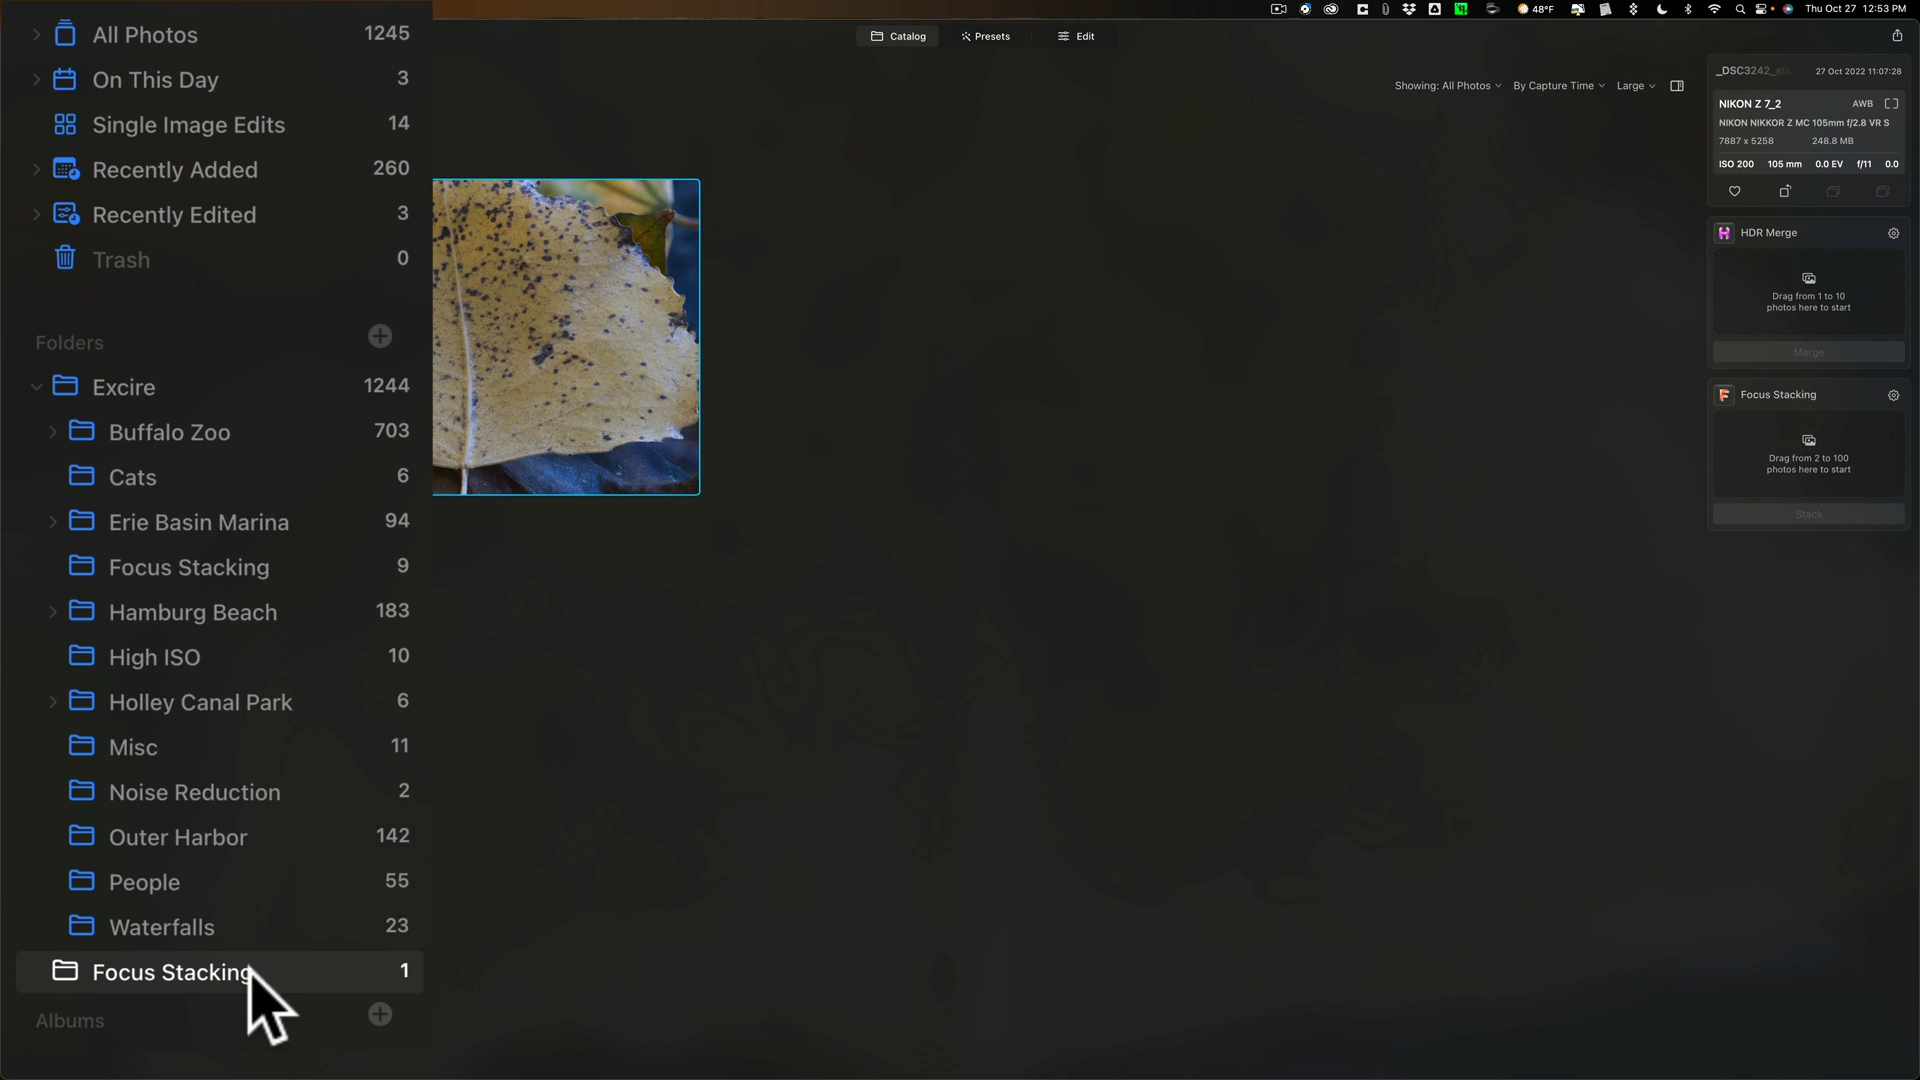 48°F
Thu Oct 27 12:53 PM
Catalog
Presets
Edit
Showing: All Photos
By Capture Time
Large
All Photos 1245
On This Day 3
Single Image Edits 14
Recently Added 260
Recently Edited 3
Trash 0
Folders
Excire 1244
Buffalo Zoo 703
Cats 6
Erie Basin Marina 94
Focus Stacking 9
Hamburg Beach 183
High ISO 10
Holley Canal Park 6
Misc 11
Noise Reduction 2
Outer Harbor 142
People 55
Waterfalls 23
Focus Stacking 1
Albums
_DSC3242_sta 27 Oct 2022 11:07:28
NIKON Z 7_2 AWB
NIKON NIKKOR Z MC 105mm f/2.8 VR S
7887 x 5258 248.8 MB
ISO 200 105 mm 0.0 EV f/11 0.0
HDR Merge
Drag from 1 to 10
photos here to start
Merge
Focus Stacking
Drag from 2 to 100
photos here to start
Stack